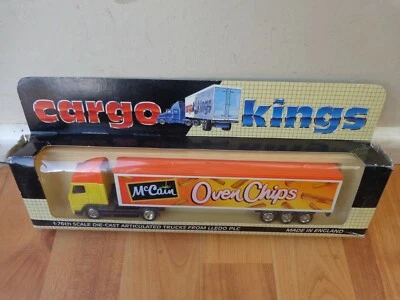 cargo kings
McCain Oven Chips
1:76th SCALE DIE-CAST ARTICULATED TRUCKS FROM LLEDO PLC MADE IN ENGLAND